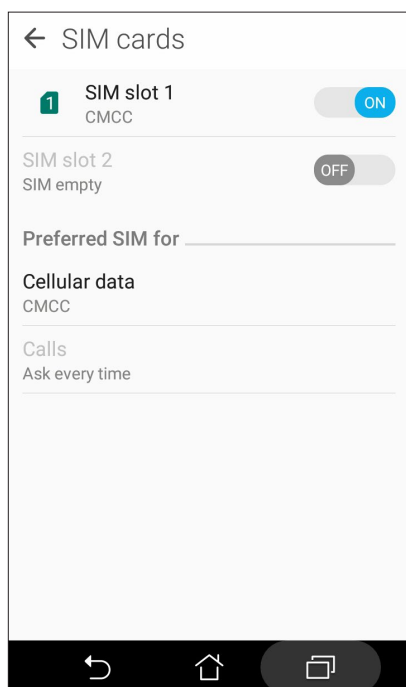 SIM cards
1
SIM slot 1
CMCC
ON
SIM slot 2
SIM empty
OFF
Preferred SIM for
Cellular data
CMCC
Calls
Ask every time